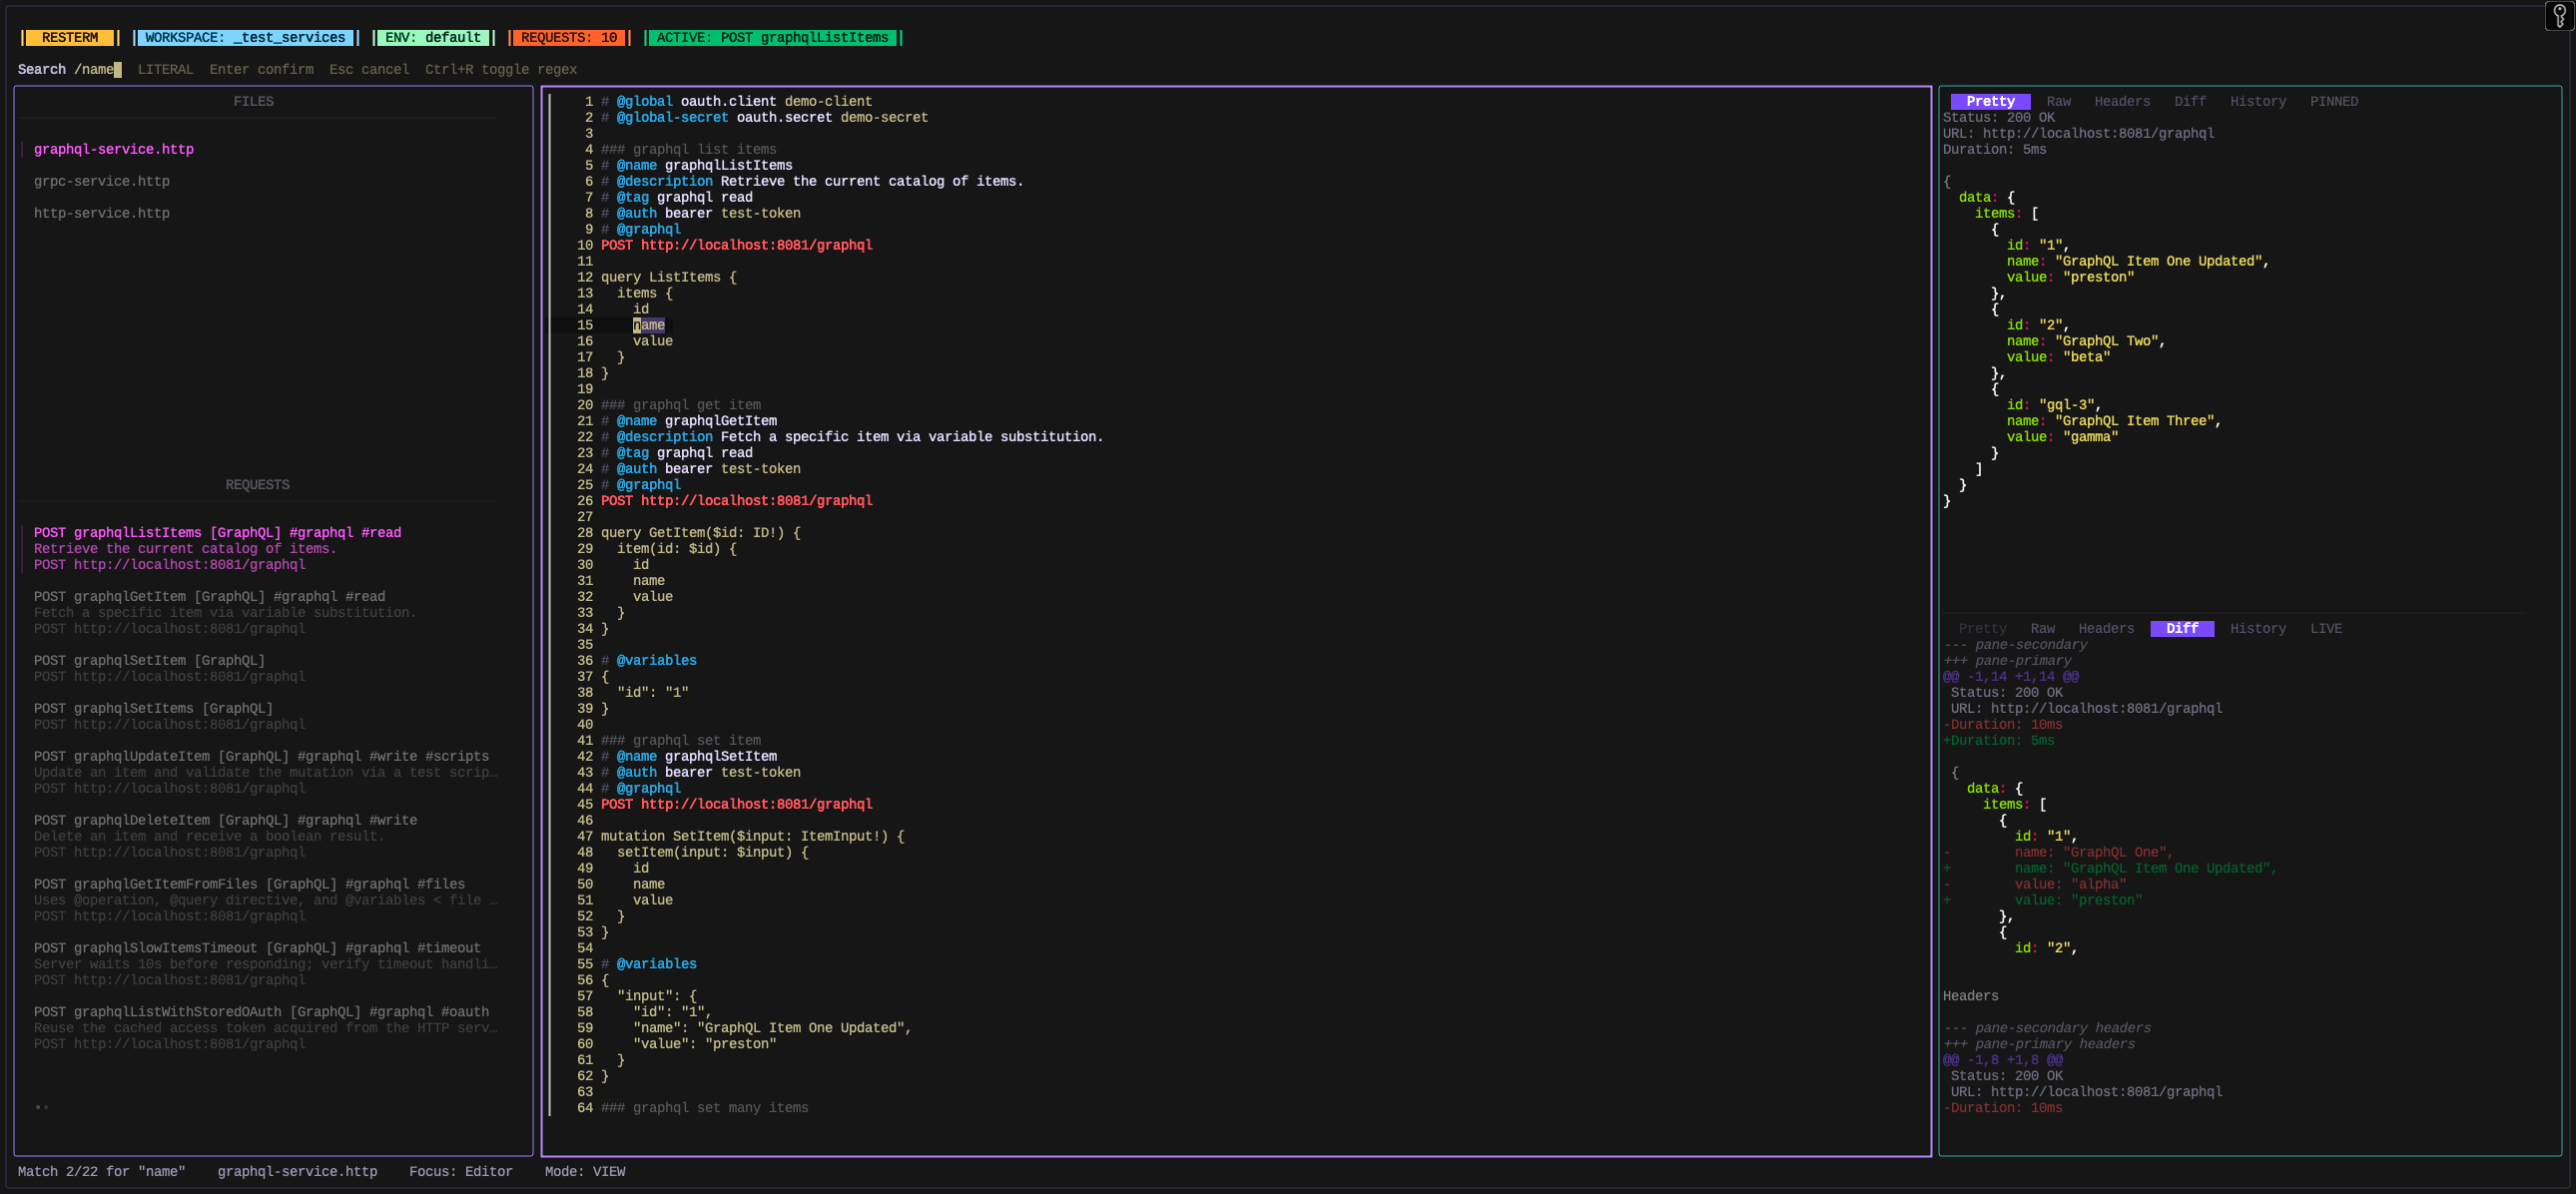 RESTERM WORKSPACE: _test_services ENV: default REQUESTS: 10 ACTIVE: POST graphqlListItems
Search /name LITERAL Enter confirm Esc cancel Ctrl+R toggle regex
FILES
graphql-service.http
grpc-service.http
http-service.http
REQUESTS
POST graphqlListItems [GraphQL] #graphql #read
Retrieve the current catalog of items.
POST http://localhost:8081/graphql
POST graphqlGetItem [GraphQL] #graphql #read
Fetch a specific item via variable substitution.
POST http://localhost:8081/graphql
POST graphqlSetItem [GraphQL]
POST http://localhost:8081/graphql
POST graphqlSetItems [GraphQL]
POST http://localhost:8081/graphql
POST graphqlUpdateItem [GraphQL] #graphql #write #scripts
Update an item and validate the mutation via a test scrip…
POST http://localhost:8081/graphql
POST graphqlDeleteItem [GraphQL] #graphql #write
Delete an item and receive a boolean result.
POST http://localhost:8081/graphql
POST graphqlGetItemFromFiles [GraphQL] #graphql #files
Uses @operation, @query directive, and @variables < file …
POST http://localhost:8081/graphql
POST graphqlSlowItemsTimeout [GraphQL] #graphql #timeout
Server waits 10s before responding; verify timeout handli…
POST http://localhost:8081/graphql
POST graphqlListWithStoredOAuth [GraphQL] #graphql #oauth
Reuse the cached access token acquired from the HTTP serv…
POST http://localhost:8081/graphql
1 # @global oauth.client demo-client
2 # @global-secret oauth.secret demo-secret
3
4 ### graphql list items
5 # @name graphqlListItems
6 # @description Retrieve the current catalog of items.
7 # @tag graphql read
8 # @auth bearer test-token
9 # @graphql
10 POST http://localhost:8081/graphql
11
12 query ListItems {
13   items {
14     id
15     name
16     value
17   }
18 }
19
20 ### graphql get item
21 # @name graphqlGetItem
22 # @description Fetch a specific item via variable substitution.
23 # @tag graphql read
24 # @auth bearer test-token
25 # @graphql
26 POST http://localhost:8081/graphql
27
28 query GetItem($id: ID!) {
29   item(id: $id) {
30     id
31     name
32     value
33   }
34 }
35
36 # @variables
37 {
38   "id": "1"
39 }
40
41 ### graphql set item
42 # @name graphqlSetItem
43 # @auth bearer test-token
44 # @graphql
45 POST http://localhost:8081/graphql
46
47 mutation SetItem($input: ItemInput!) {
48   setItem(input: $input) {
49     id
50     name
51     value
52   }
53 }
54
55 # @variables
56 {
57   "input": {
58     "id": "1",
59     "name": "GraphQL Item One Updated",
60     "value": "preston"
61   }
62 }
63
64 ### graphql set many items
Pretty Raw Headers Diff History PINNED
Status: 200 OK
URL: http://localhost:8081/graphql
Duration: 5ms
{
  data: {
    items: [
      {
        id: "1",
        name: "GraphQL Item One Updated",
        value: "preston"
      },
      {
        id: "2",
        name: "GraphQL Two",
        value: "beta"
      },
      {
        id: "gql-3",
        name: "GraphQL Item Three",
        value: "gamma"
      }
    ]
  }
}
Pretty Raw Headers Diff History LIVE
--- pane-secondary
+++ pane-primary
@@ -1,14 +1,14 @@
 Status: 200 OK
 URL: http://localhost:8081/graphql
-Duration: 10ms
+Duration: 5ms
 {
   data: {
     items: [
       {
         id: "1",
-        name: "GraphQL One",
+        name: "GraphQL Item One Updated",
-        value: "alpha"
+        value: "preston"
       },
       {
         id: "2",
Headers
--- pane-secondary headers
+++ pane-primary headers
@@ -1,8 +1,8 @@
 Status: 200 OK
 URL: http://localhost:8081/graphql
-Duration: 10ms
Match 2/22 for "name" graphql-service.http Focus: Editor Mode: VIEW